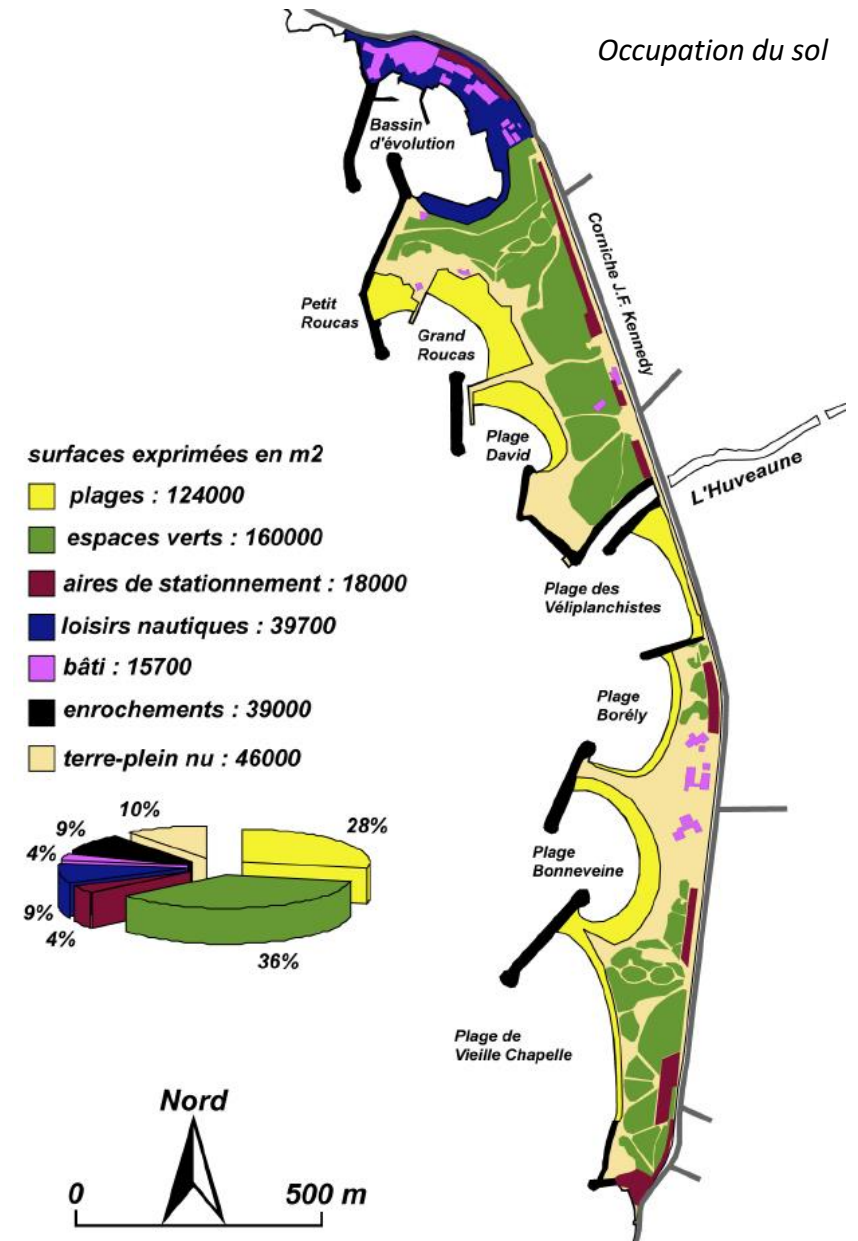 Occupation du sol
Bassin
d'évolution
Corniche J.F. Kennedy
Petit
Roucas
Grand
Roucas
Plage
David
L'Huveaune
surfaces exprimées en m2
plages : 124000
espaces verts : 160000
aires de stationnement : 18000
loisirs nautiques : 39700
bâti : 15700
enrochements : 39000
terre-plein nu : 46000
Plage des
Véliplanchistes
Plage
Borély
10%
9%
28%
4%
9%
4%
36%
Plage
Bonneveine
Plage de
Vieille Chapelle
Nord
0 500 m